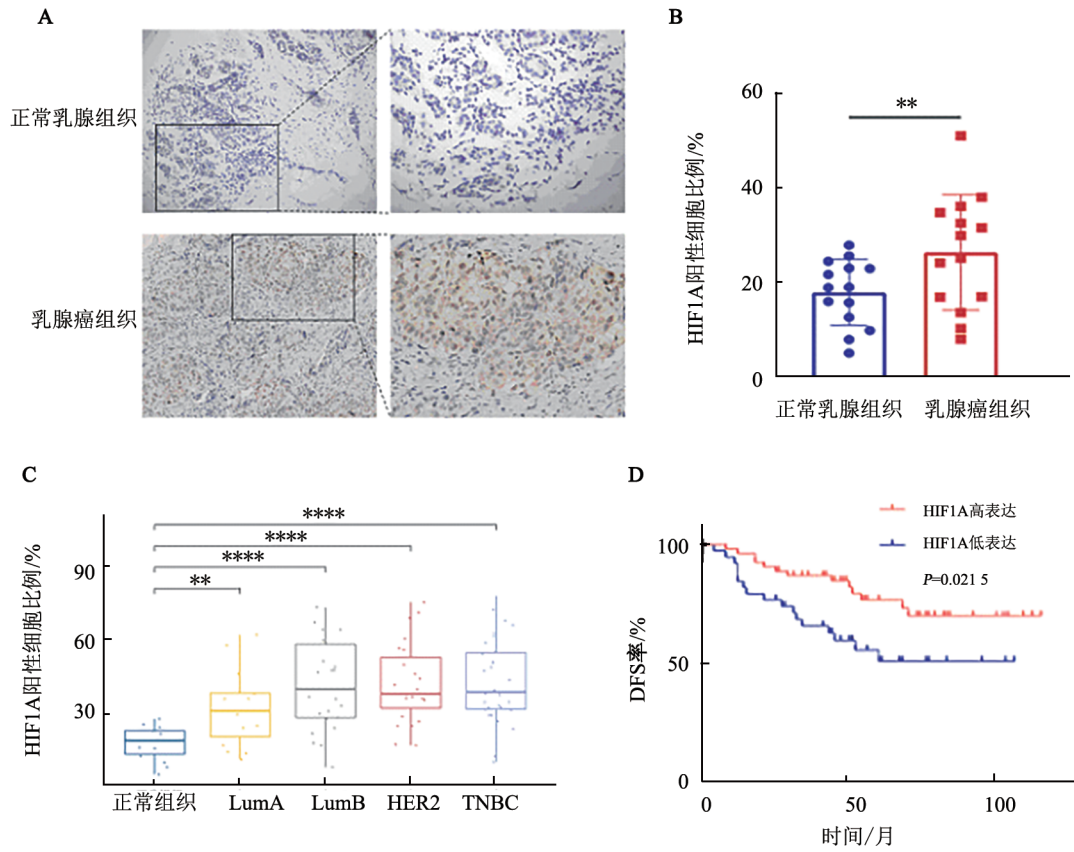 A
正常乳腺组织
乳腺癌组织
B
**
HIF1A阳性细胞比例/%
60
40
20
0
正常乳腺组织
乳腺癌组织
C
****
****
****
**
HIF1A阳性细胞比例/%
90
60
30
正常组织
LumA
LumB
HER2
TNBC
D
HIF1A高表达
HIF1A低表达
P=0.021 5
DFS率/%
100
50
0
0
50
100
时间/月